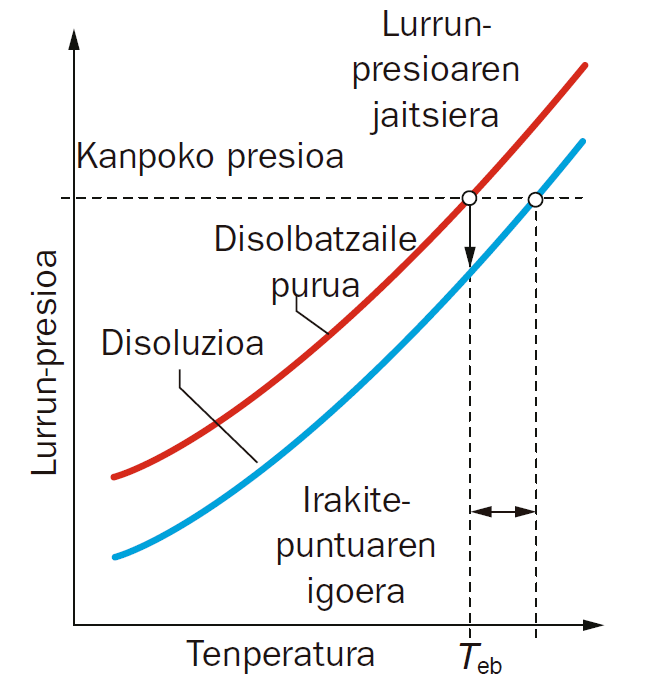 Lurrun-
presioaren
jaitsiera
Kanpoko presioa
Disolbatzaile
purua
Disoluzioa
Lurrun-presioa
Irakite-
puntuaren
igoera
Tenperatura
Teb